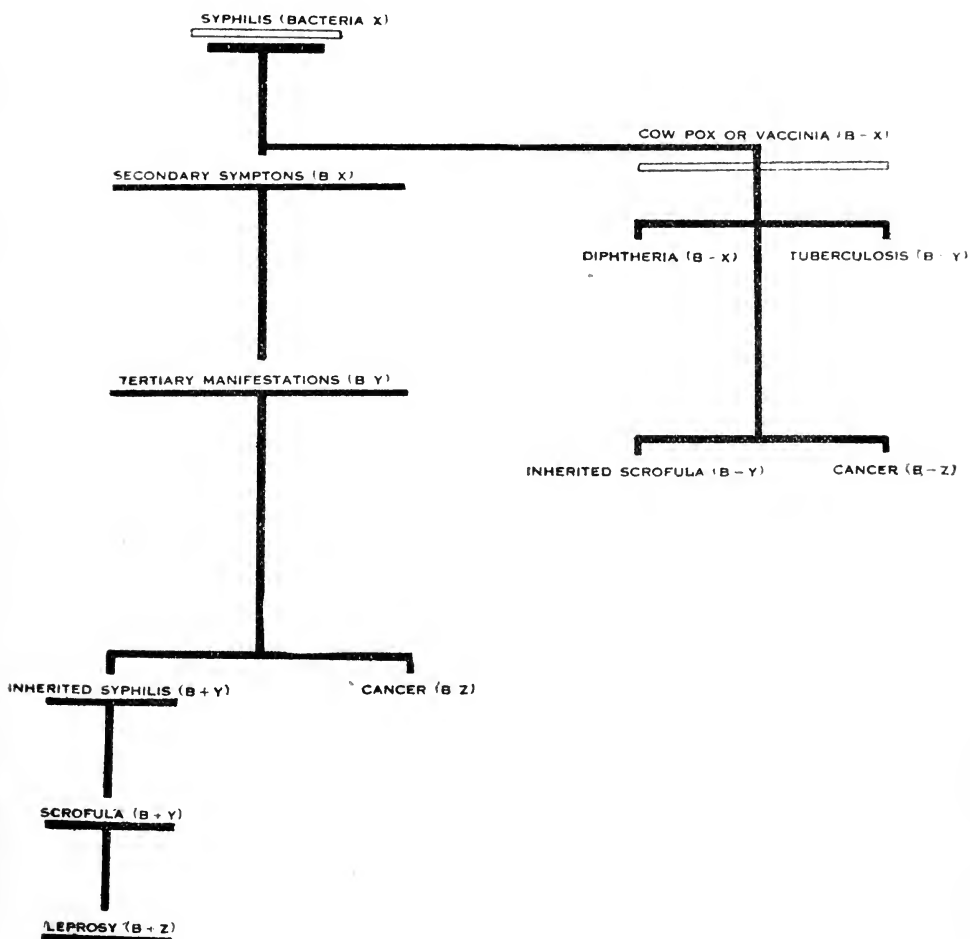 SYPHILIS (BACTERIA X)
COW POX OR VACCINIA (B - X)
SECONDARY SYMPTONS (B X)
DIPHTHERIA (B - X)
TUBERCULOSIS (B - Y)
TERTIARY MANIFESTATIONS (B Y)
INHERITED SCROFULA (B - Y)
CANCER (B - Z)
INHERITED SYPHILIS (B + Y)
CANCER (B Z)
SCROFULA (B + Y)
LEPROSY (B + Z)